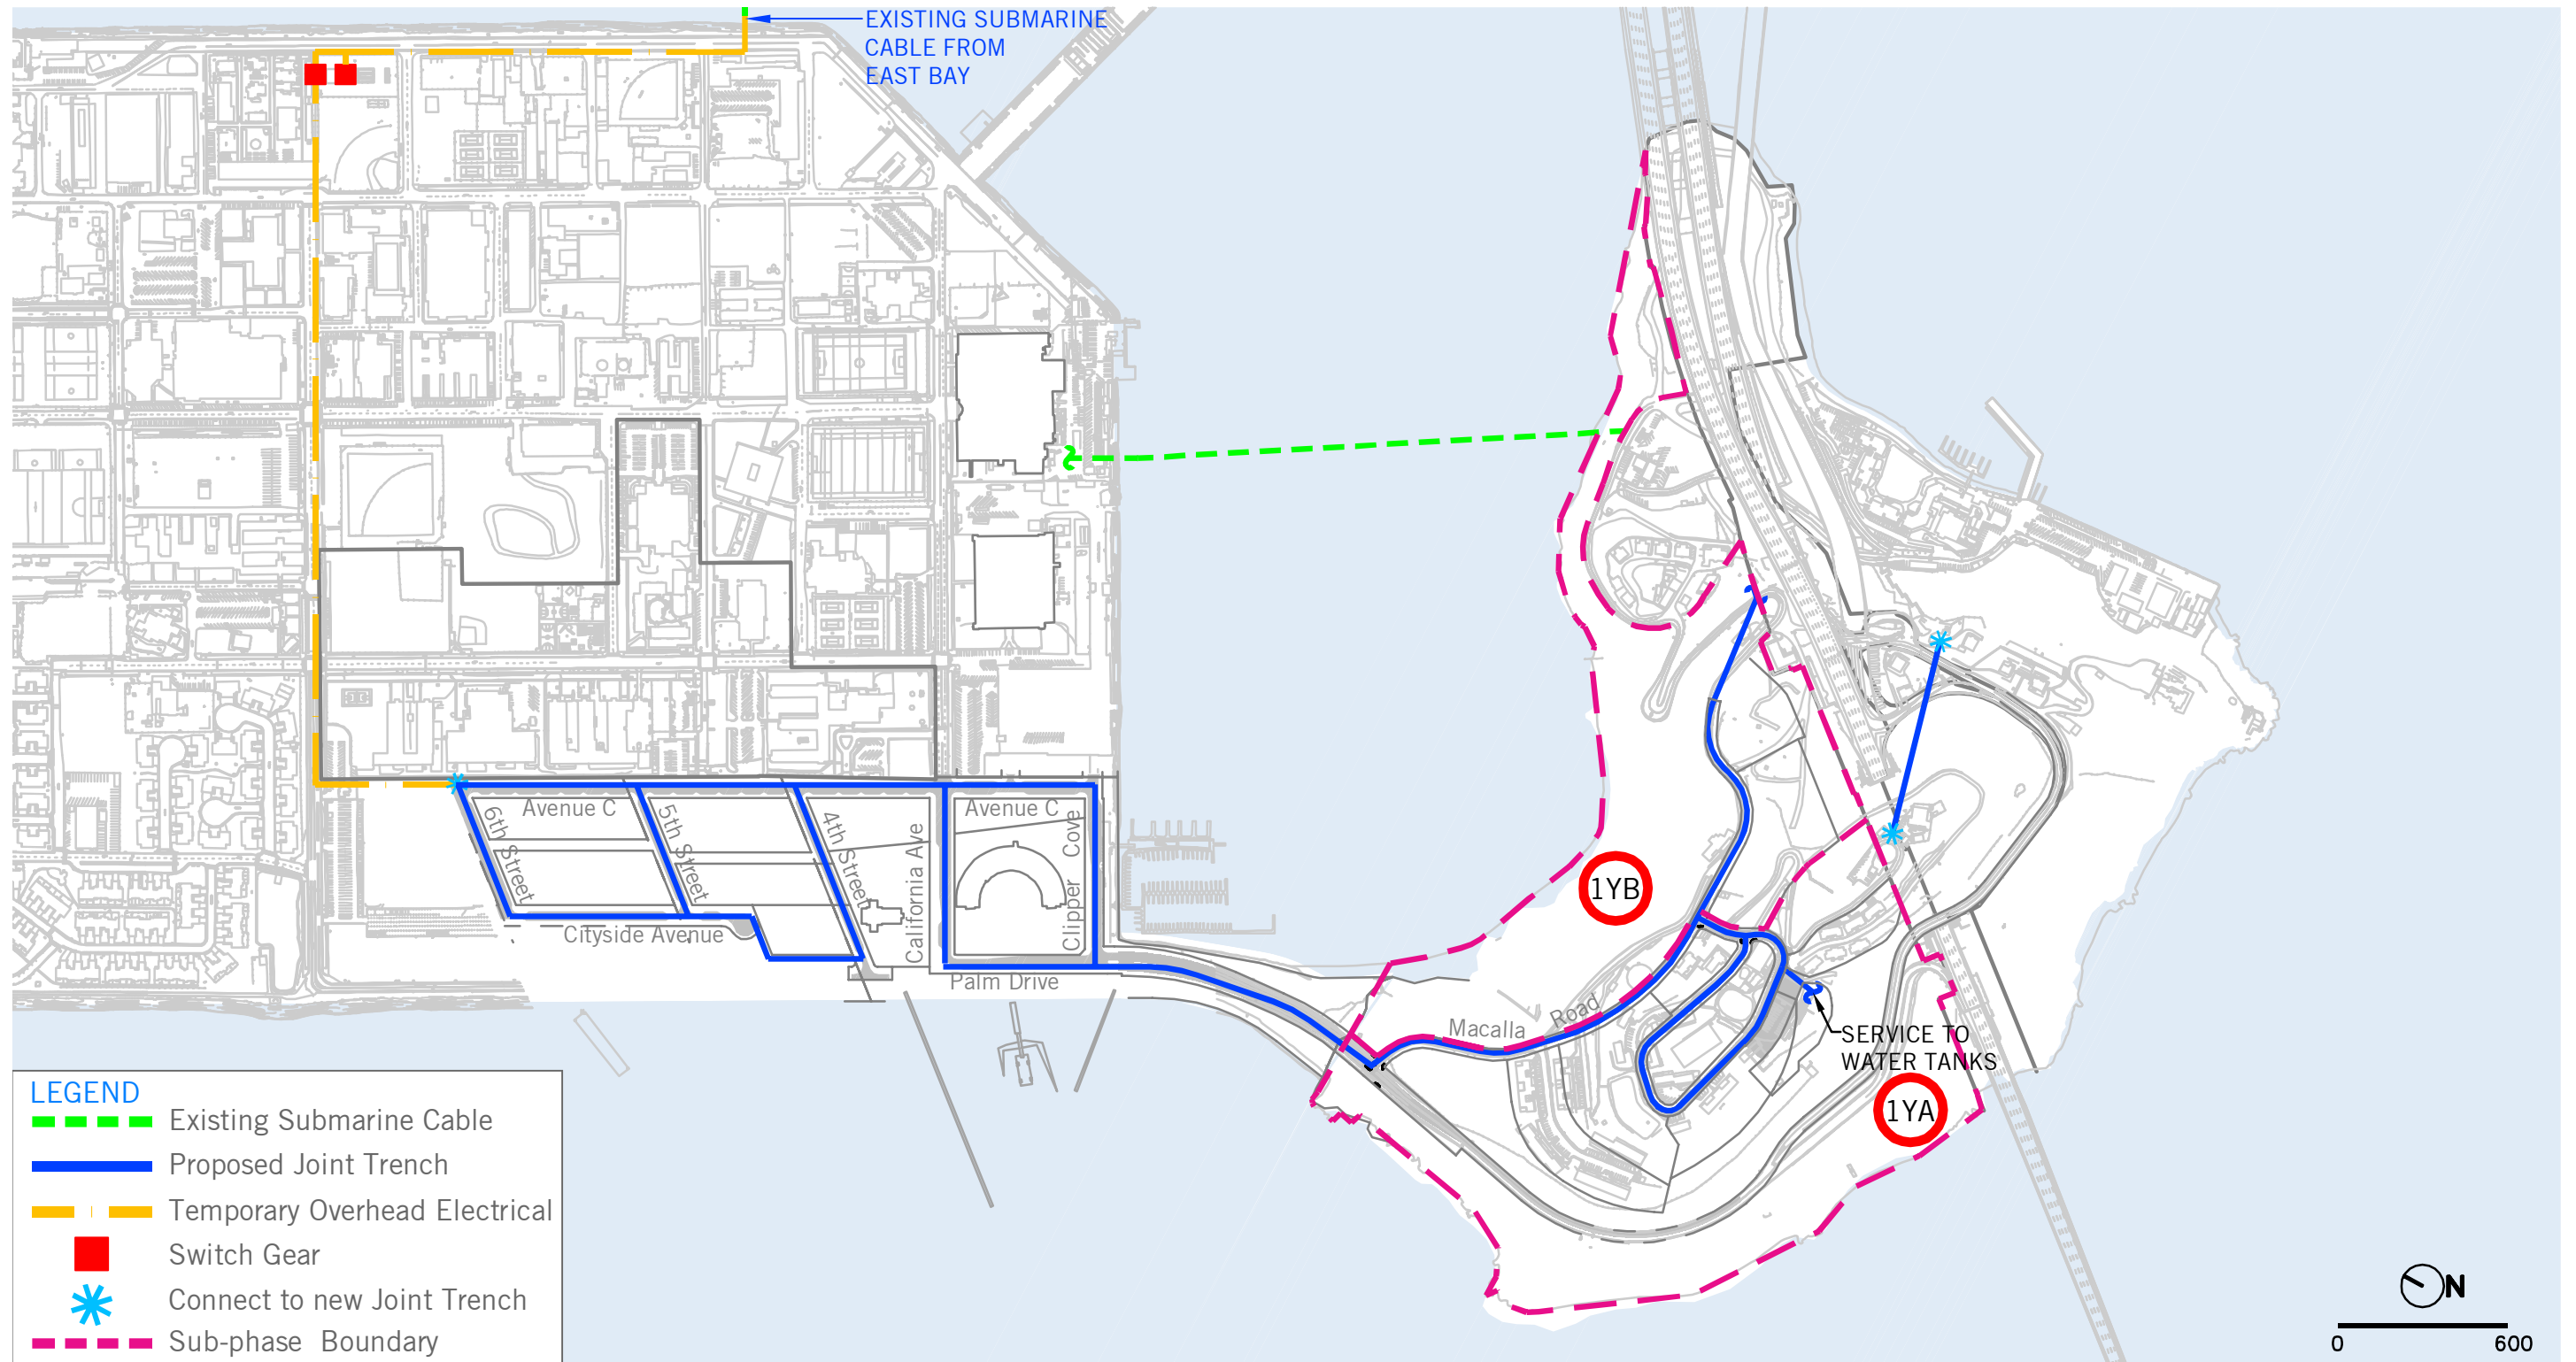 EXISTING SUBMARINE
CABLE FROM
EAST BAY
Avenue C
Avenue C
6th Street
5th Street
4th Street
California Ave
Clipper Cove
Cityside Avenue
Palm Drive
1YB
Macalla Road
SERVICE TO
WATER TANKS
1YA
LEGEND
Existing Submarine Cable
Proposed Joint Trench
Temporary Overhead Electrical
Switch Gear
Connect to new Joint Trench
Sub-phase Boundary
N
0 600